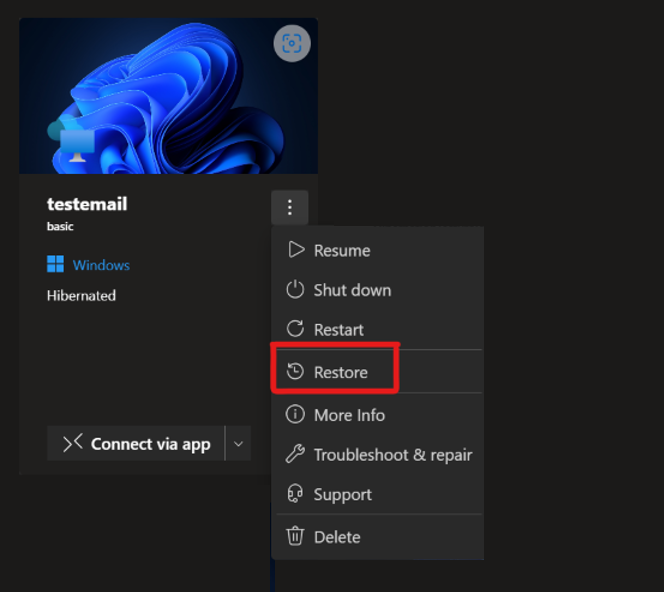 testemail
basic
Windows
Hibernated
Connect via app
Resume
Shut down
Restart
Restore
More Info
Troubleshoot & repair
Support
Delete